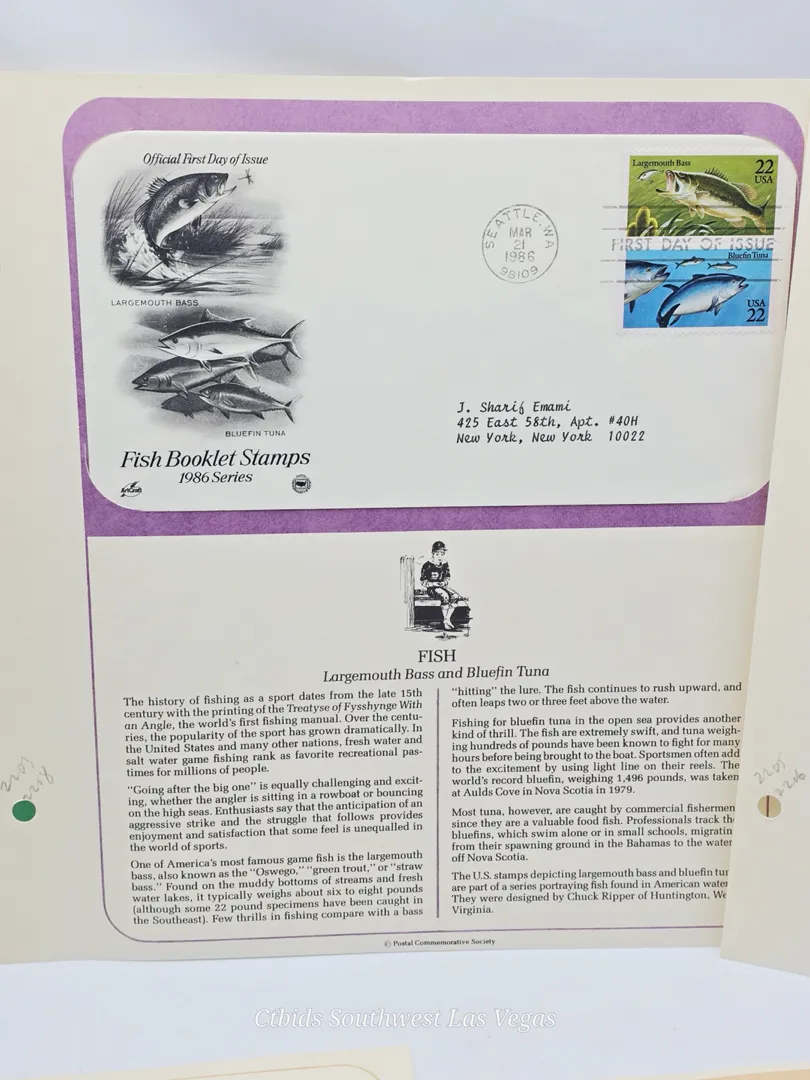 Official First Day of Issue
LARGEMOUTH BASS
BLUEFIN TUNA
Fish Booklet Stamps
1986 Series
ArtCraft
SEATTLE, WA
MAR
21
1986
98109
Largemouth Bass
22
USA
FIRST DAY OF ISSUE
Bluefin Tuna
USA
22
J. Sharif Emami
425 East 58th, Apt. #40H
New York, New York 10022
FISH
Largemouth Bass and Bluefin Tuna
The history of fishing as a sport dates from the late 15th
century with the printing of the Treatyse of Fysshynge With
an Angle, the world's first fishing manual. Over the centu-
ries, the popularity of the sport has grown dramatically. In
the United States and many other nations, fresh water and
salt water game fishing rank as favorite recreational pas-
times for millions of people.
"Going after the big one" is equally challenging and excit-
ing, whether the angler is sitting in a rowboat or bouncing
on the high seas. Enthusiasts say that the anticipation of an
aggressive strike and the struggle that follows provides
enjoyment and satisfaction that some feel is unequalled in
the world of sports.
One of America's most famous game fish is the largemouth
bass, also known as the "Oswego," "green trout," or "straw
bass." Found on the muddy bottoms of streams and fresh
water lakes, it typically weighs about six to eight pounds
(although some 22 pound specimens have been caught in
the Southeast). Few thrills in fishing compare with a bass
"hitting" the lure. The fish continues to rush upward, and
often leaps two or three feet above the water.
Fishing for bluefin tuna in the open sea provides another
kind of thrill. The fish are extremely swift, and tuna weigh-
ing hundreds of pounds have been known to fight for many
hours before being brought to the boat. Sportsmen often add
to the excitement by using light line on their reels. The
world's record bluefin, weighing 1,496 pounds, was taken
at Aulds Cove in Nova Scotia in 1979.
Most tuna, however, are caught by commercial fishermen
since they are a valuable food fish. Professionals track th
bluefins, which swim alone or in small schools, migratin
from their spawning ground in the Bahamas to the water
off Nova Scotia.
The U.S. stamps depicting largemouth bass and bluefin tun
are part of a series portraying fish found in American water
They were designed by Chuck Ripper of Huntington, We
Virginia.
© Postal Commemorative Society
2205
2206
Ctbids Southwest Las Vegas